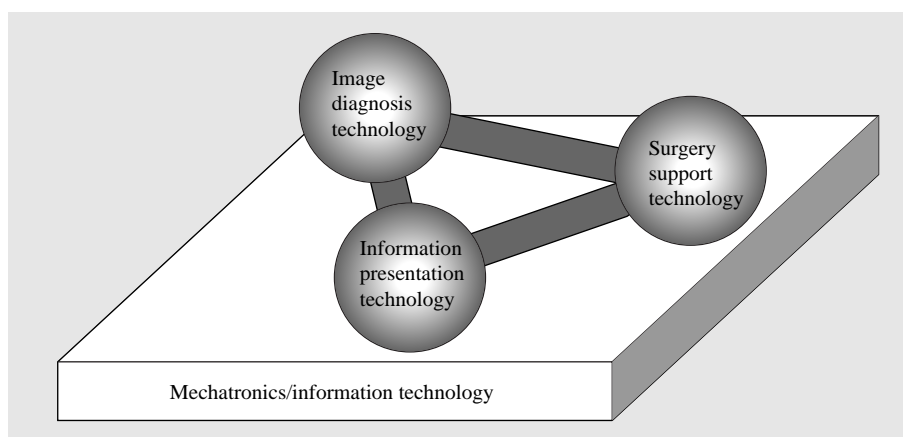 Image
diagnosis
technology
Surgery
support
technology
Information
presentation
technology
Mechatronics/information technology